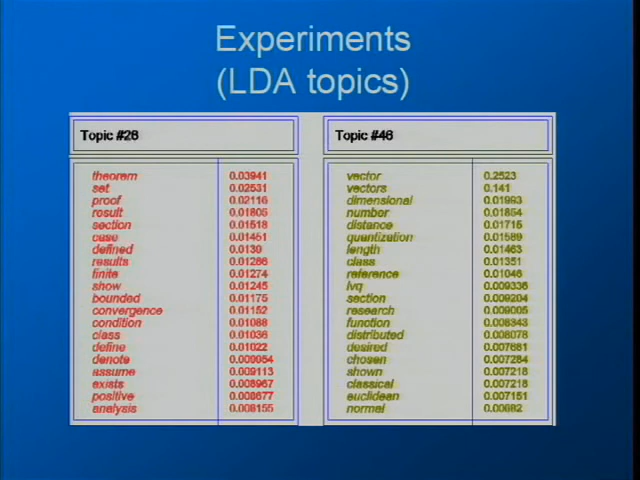 Experiments
(LDA topics)
Topic #26
theorem 0.03941
set 0.02531
proof 0.02116
result 0.01805
section 0.01518
case 0.01451
defined 0.0139
results 0.01286
finite 0.01274
show 0.01245
bounded 0.01175
convergence 0.01152
condition 0.01088
class 0.01036
define 0.01022
denote
assume 0.009113
exists 0.008967
positive 0.008677
analysis 0.008155
Topic #46
vector 0.2523
vectors 0.141
dimensional 0.01993
number 0.01854
distance 0.01715
quantization 0.01589
length 0.01463
class 0.01351
reference 0.01046
lvq 0.009336
section 0.009204
research 0.009005
function 0.008343
distributed 0.008078
desired 0.007681
chosen 0.007284
shown 0.007218
classical 0.007218
euclidean 0.007151
normal 0.00682